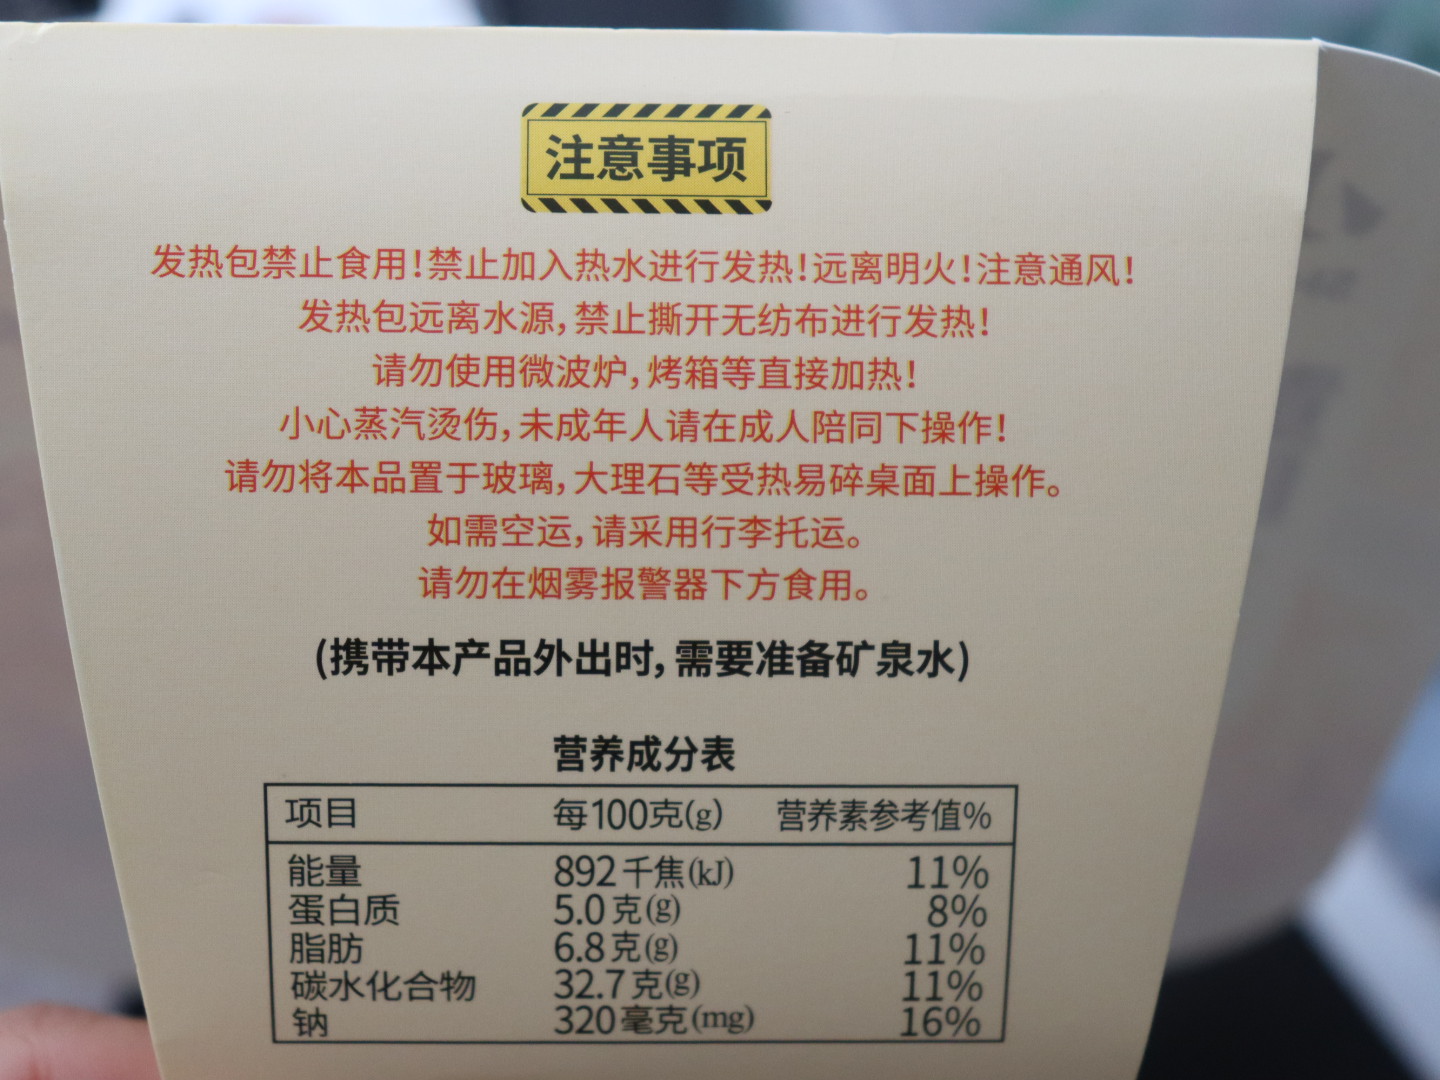 注意事项
发热包禁止食用!禁止加入热水进行发热!远离明火!注意通风!
发热包远离水源,禁止撕开无纺布进行发热!
请勿使用微波炉,烤箱等直接加热!
小心蒸汽烫伤,未成年人请在成人陪同下操作!
请勿将本品置于玻璃,大理石等受热易碎桌面上操作。
如需空运,请采用行李托运。
请勿在烟雾报警器下方食用。
(携带本产品外出时,需要准备矿泉水)
营养成分表
项目 每100克(g) 营养素参考值%
能量 892千焦(kJ) 11%
蛋白质 5.0克(g) 8%
脂肪 6.8克(g) 11%
碳水化合物 32.7克(g) 11%
钠 320毫克(mg) 16%